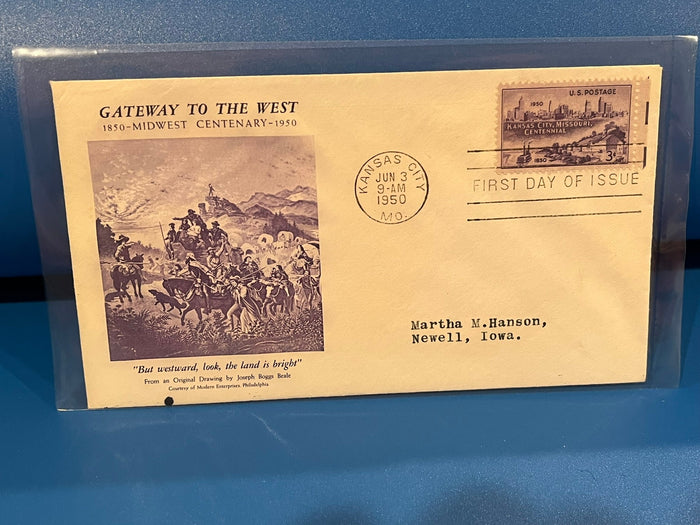 GATEWAY TO THE WEST
1850-MIDWEST CENTENARY-1950
"But westward, look, the land is bright"
From an Original Drawing by Joseph Boggs Beale
Courtesy of Modern Enterprises, Philadelphia
KANSAS CITY
JUN 3
9-AM
1950
MO.
U.S. POSTAGE
1950
KANSAS CITY, MISSOURI,
CENTENNIAL
1850
3¢
FIRST DAY OF ISSUE
Martha M.Hanson,
Newell, Iowa.